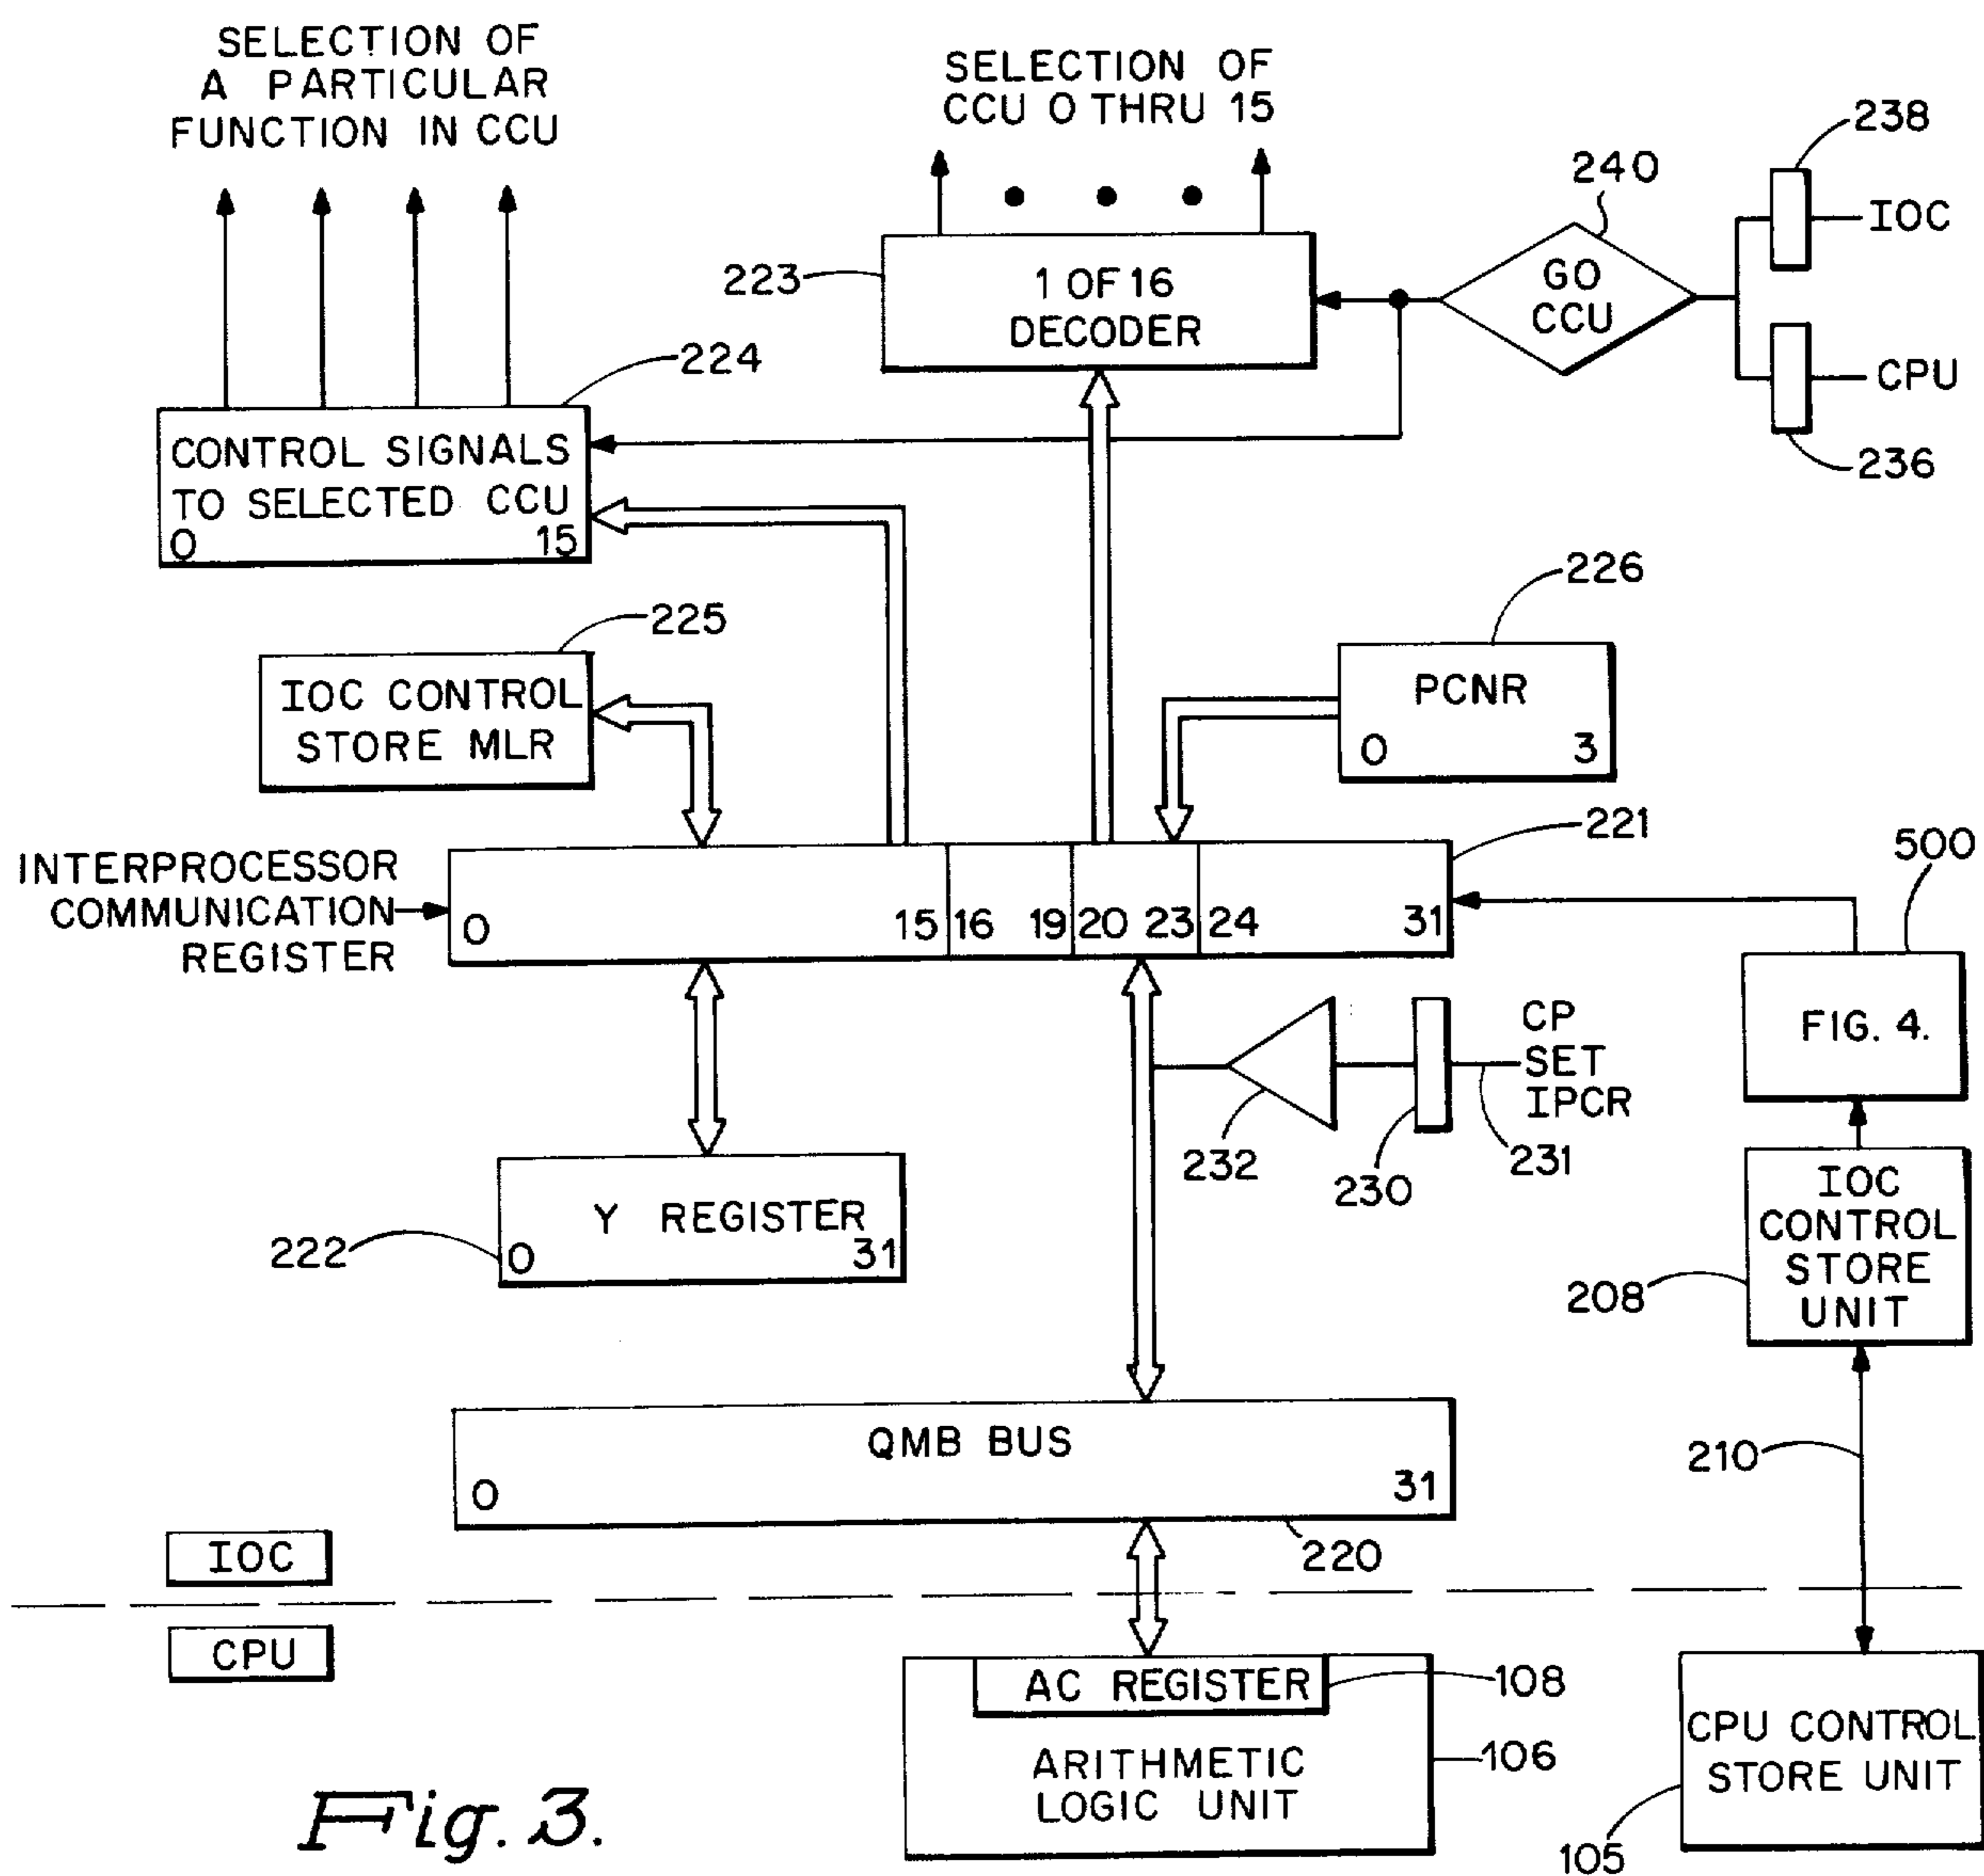 SELECTION OF
A PARTICULAR
FUNCTION IN CCU
SELECTION OF
CCU 0 THRU 15
238
240
IOC
GO
CCU
223
1 OF 16
DECODER
CPU
236
224
CONTROL SIGNALS
TO SELECTED CCU
0 15
226
225
IOC CONTROL
STORE MLR
PCNR
0 3
221
500
INTERPROCESSOR
COMMUNICATION
REGISTER
0 15 16 19 20 23 24 31
FIG. 4.
CP
SET
IPCR
232
230
231
Y REGISTER
0 31
222
IOC
CONTROL
STORE
UNIT
208
QMB BUS
0 31
210
220
IOC
CPU
AC REGISTER
108
ARITHMETIC
LOGIC UNIT
106
CPU CONTROL
STORE UNIT
105
Fig. 3.